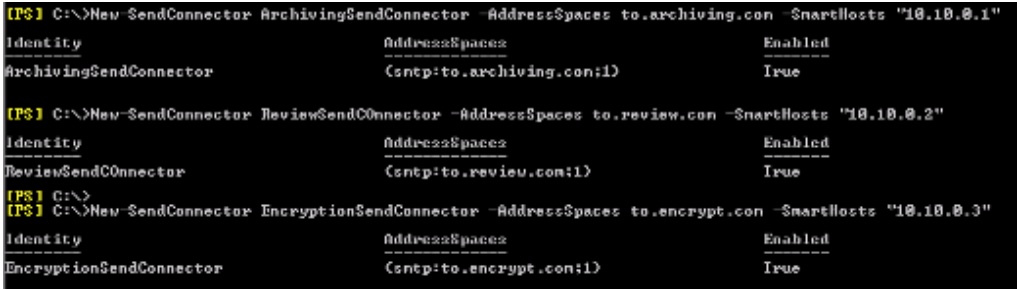 [PS] C:\>New-SendConnector ArchivingSendConnector -AddressSpaces to.archiving.com -SmartHosts "10.10.0.1"
Identity AddressSpaces Enabled
-------- ------------- -------
ArchivingSendConnector {smtp:to.archiving.com;1} True
[PS] C:\>New-SendConnector ReviewSendCOnnector -AddressSpaces to.review.com -SmartHosts "10.10.0.2"
Identity AddressSpaces Enabled
-------- ------------- -------
ReviewSendCOnnector {smtp:to.review.com;1} True
[PS] C:\>
[PS] C:\>New-SendConnector EncryptionSendConnector -AddressSpaces to.encrypt.com -SmartHosts "10.10.0.3"
Identity AddressSpaces Enabled
-------- ------------- -------
EncryptionSendConnector {smtp:to.encrypt.com;1} True